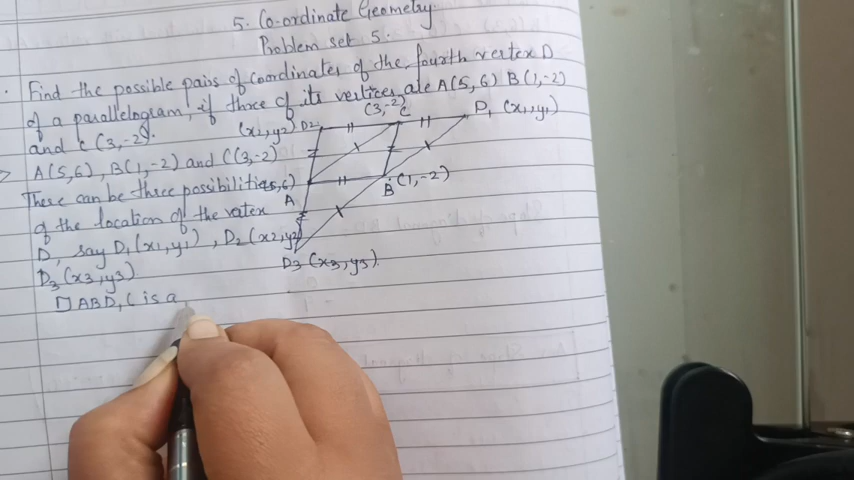 5. Co-ordinate Geometry.
Problem set 5.
Find the possible pairs of coordinates of the fourth vertex D
of a parallelogram, if three of its vertices are A(5,6) B(1,-2)
and C(3,-2).
A(5,6), B(1,-2) and C(3,-2)
There can be three possibilities
of the location of the vatex
D, say D1(x1,y1), D2(x2,y2)
D3(x3,y3)
□ABD1C is a
(3,-2)
C
D1 (x1,y1)
(x2,y2) D2
(5,6)
A
B (1,-2)
D3 (x3,y3).